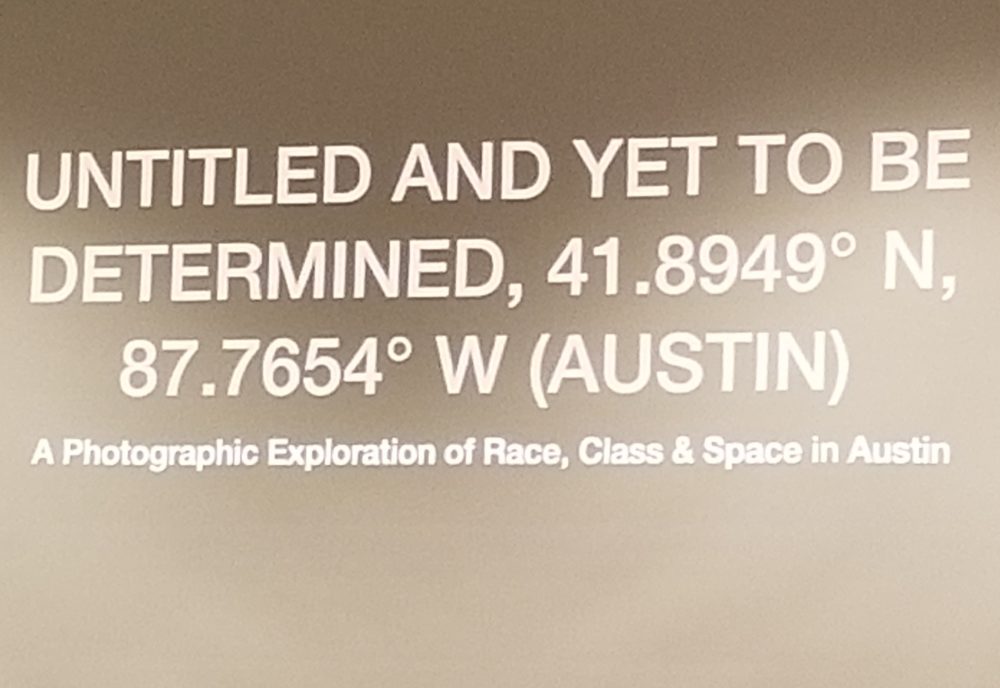 UNTITLED AND YET TO BE
DETERMINED, 41.8949° N,
87.7654° W (AUSTIN)
A Photographic Exploration of Race, Class & Space in Austin